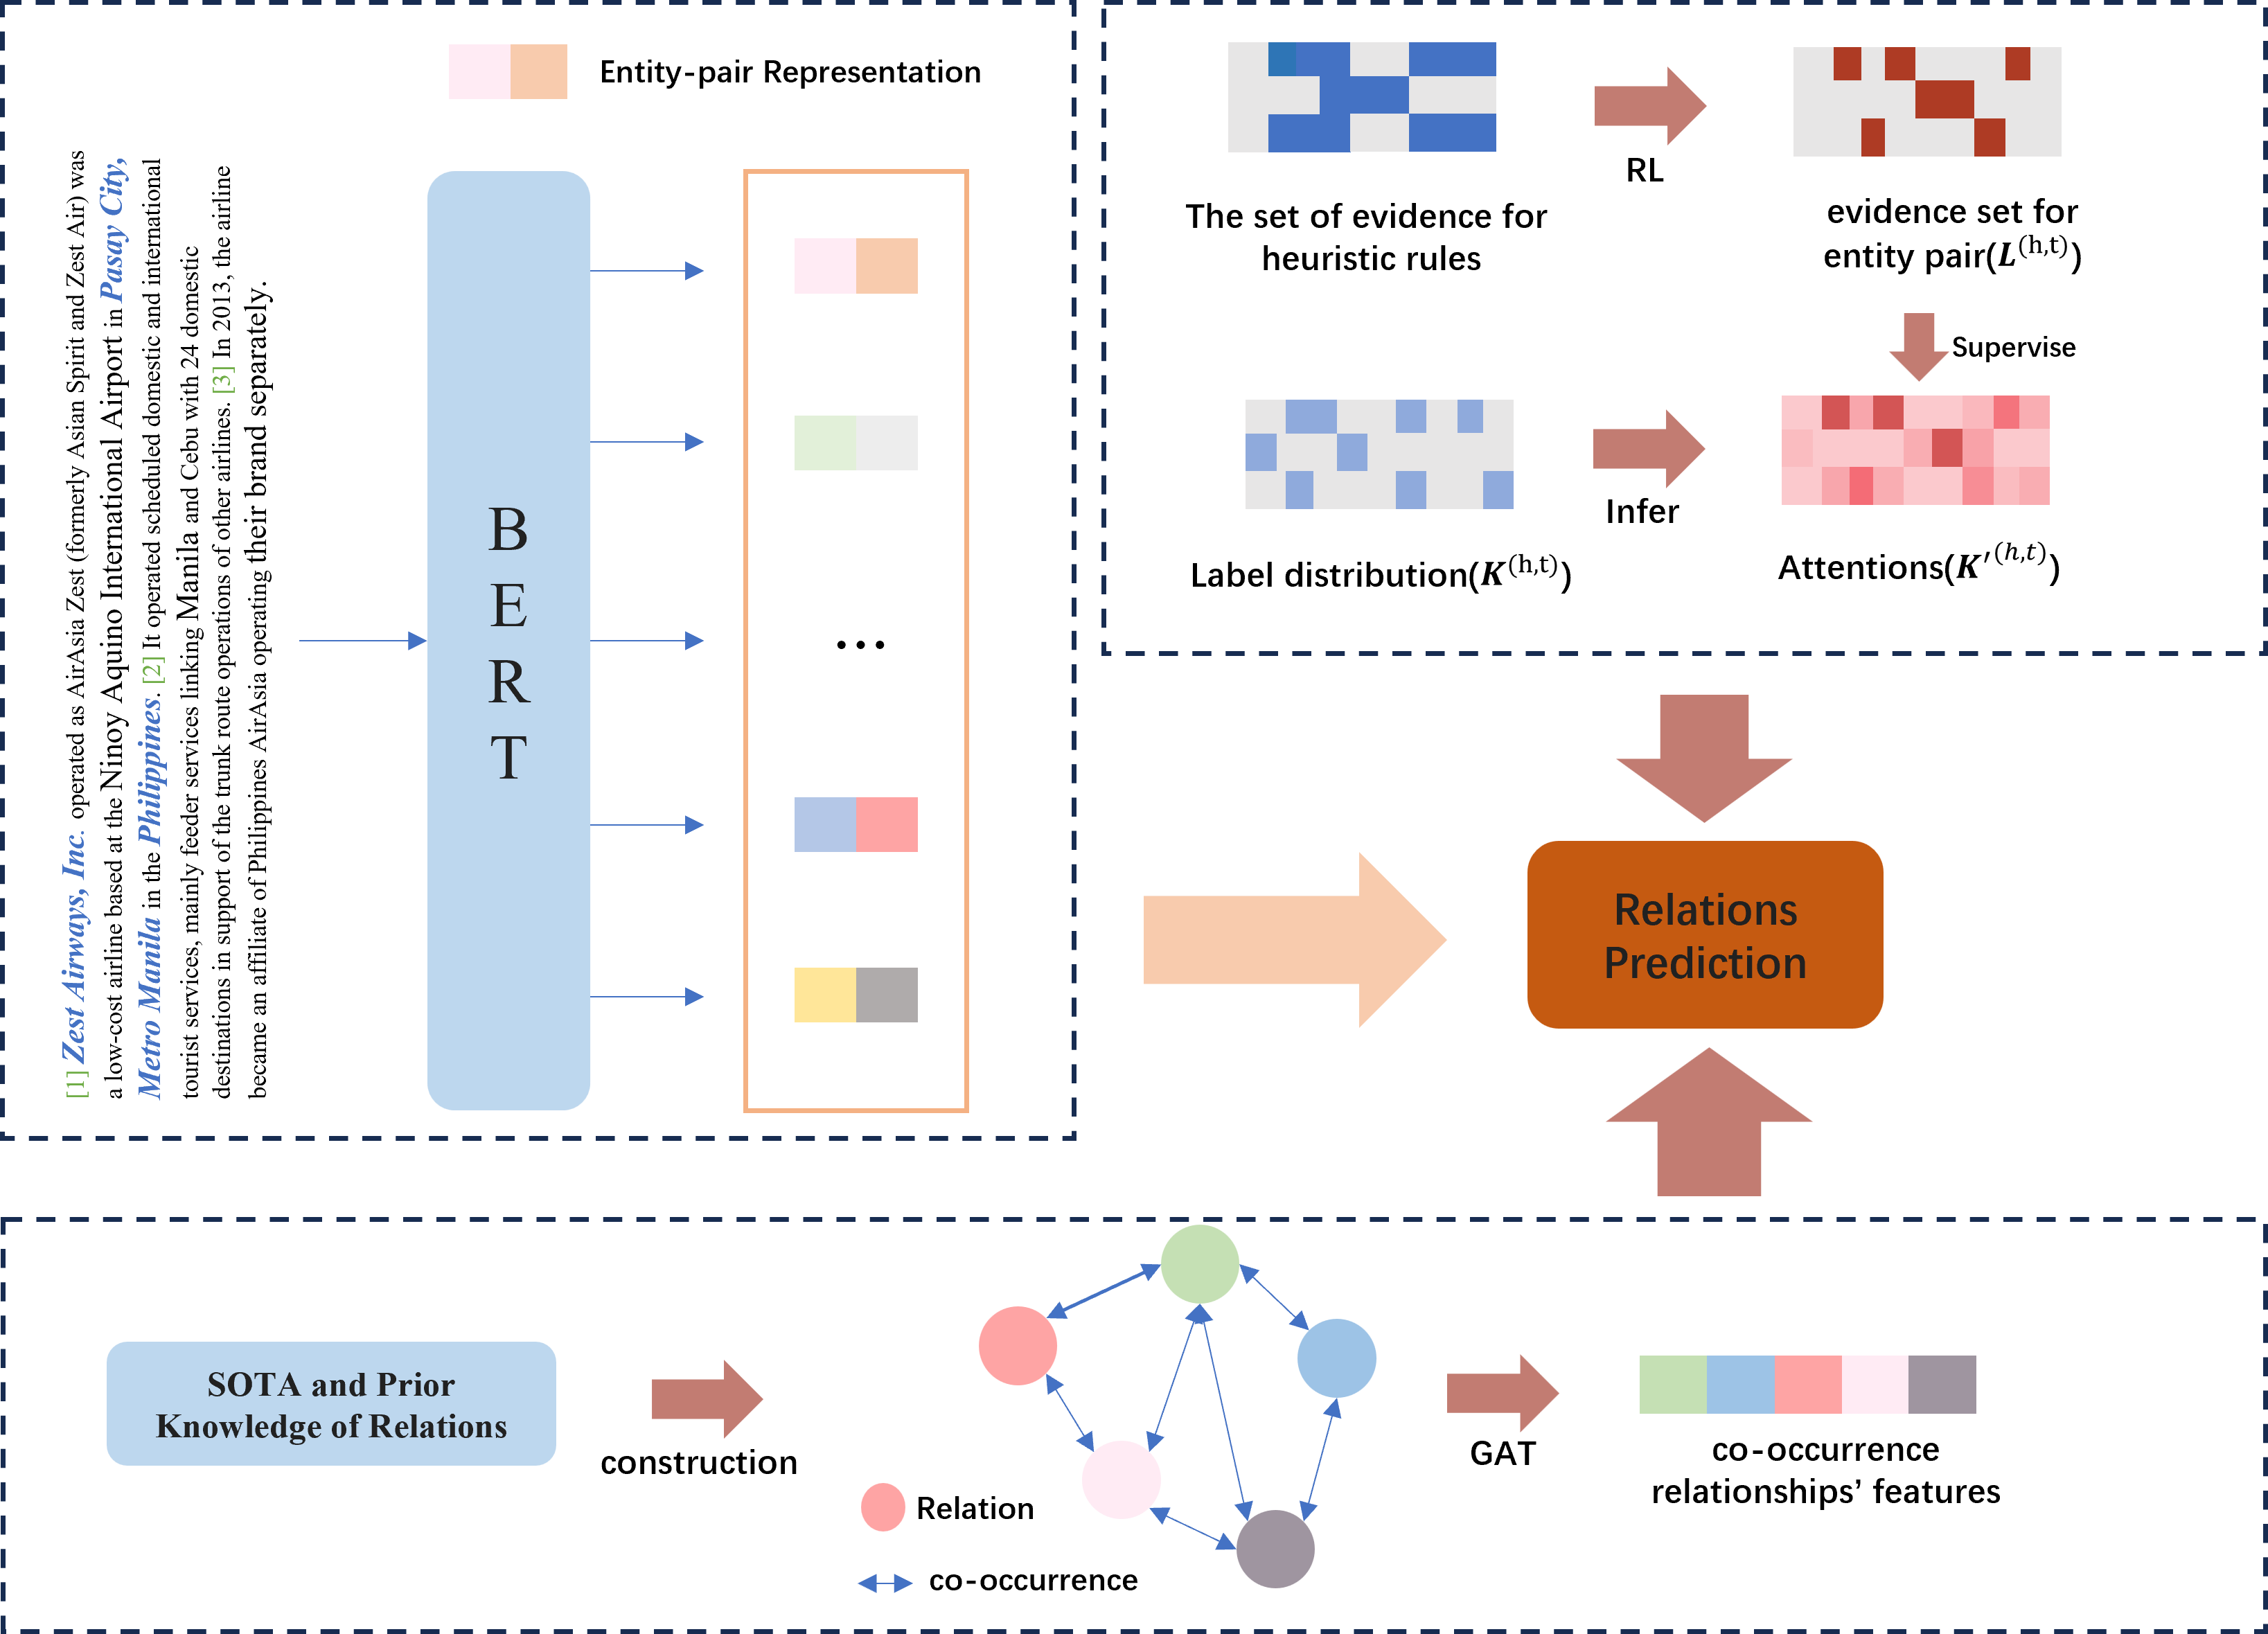 Entity-pair Representation
[1] Zest Airways, Inc. operated as AirAsia Zest (formerly Asian Spirit and Zest Air) was
a low-cost airline based at the Ninoy Aquino International Airport in Pasay City,
Metro Manila in the Philippines. [2] It operated scheduled domestic and international
tourist services, mainly feeder services linking Manila and Cebu with 24 domestic
destinations in support of the trunk route operations of other airlines. [3] In 2013, the airline
became an affiliate of Philippines AirAsia operating their brand separately.
BERT
...
The set of evidence for
heuristic rules
RL
evidence set for
entity pair(L^(h,t))
Supervise
Label distribution(K^(h,t))
Infer
Attentions(K'^(h,t))
Relations
Prediction
SOTA and Prior
Knowledge of Relations
construction
Relation
co-occurrence
GAT
co-occurrence
relationships' features